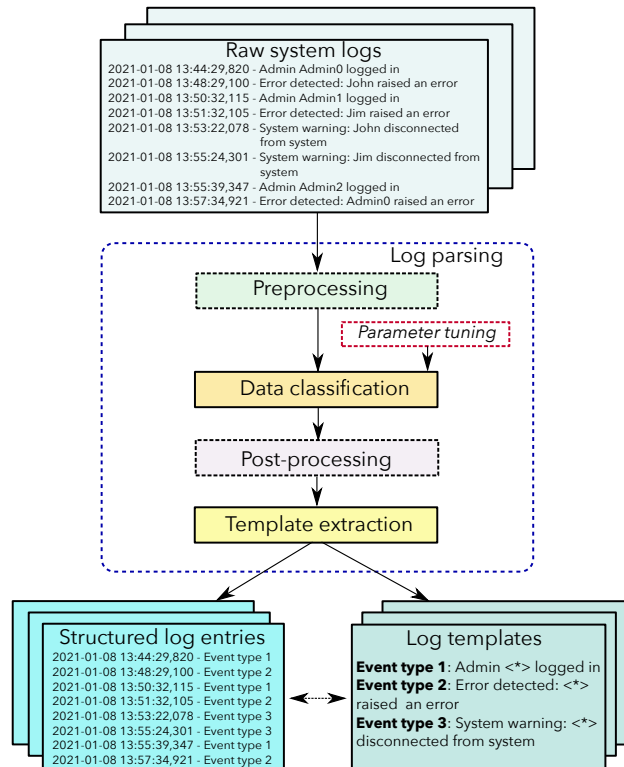 Raw system logs
2021-01-08 13:44:29,820 - Admin Admin0 logged in
2021-01-08 13:48:29,100 - Error detected: John raised an error
2021-01-08 13:50:32,115 - Admin Admin1 logged in
2021-01-08 13:51:32,105 - Error detected: Jim raised an error
2021-01-08 13:53:22,078 - System warning: John disconnected
from system
2021-01-08 13:55:24,301 - System warning: Jim disconnected from
system
2021-01-08 13:55:39,347 - Admin Admin2 logged in
2021-01-08 13:57:34,921 - Error detected: Admin0 raised an error
Log parsing
Preprocessing
Parameter tuning
Data classification
Post-processing
Template extraction
Structured log entries
2021-01-08 13:44:29,820 - Event type 1
2021-01-08 13:48:29,100 - Event type 2
2021-01-08 13:50:32,115 - Event type 1
2021-01-08 13:51:32,105 - Event type 2
2021-01-08 13:53:22,078 - Event type 3
2021-01-08 13:55:24,301 - Event type 3
2021-01-08 13:55:39,347 - Event type 1
2021-01-08 13:57:34,921 - Event type 2
Log templates
Event type 1: Admin <*> logged in
Event type 2: Error detected: <*>
raised an error
Event type 3: System warning: <*>
disconnected from system